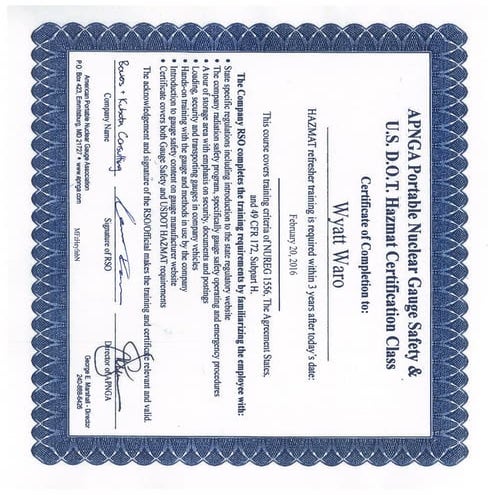 APNGA Portable Nuclear Gauge Safety &
U.S. D.O.T. Hazmat Certification Class
Certificate of Completion to:
Wyatt Waro
HAZMAT refresher training is required within 3 years after today's date:
February 20, 2016
This course covers training criteria of NUREG 1556, The Agreement States,
and 49 CFR 172, Subpart H.
The Company RSO completes the training requirements by familiarizing the employee with:
• State specific regulations including introduction to the state regulatory website
• The company radiation safety program, specifically gauge safety operating and emergency procedures
• A tour of storage area with emphasis on security, documents and postings
• Loading, security and transporting gauges in company vehicles
• Hands-on training with the gauge and methods in use by the company
• Introduction to gauge safety content on gauge manufacturer website
• Certificate covers both Gauge Safety and USDOT HAZMAT requirements
The acknowledgement and signature of the RSO/Official makes the training and certificate relevant and valid.
Consulting
Company Name
Signature of RSO
Director of APNGA
American Portable Nuclear Gauge Association
P.O. Box 422, Emmitsburg, MD 21727 • www.apnga.com
George E. Marshall - Director
240-888-6426